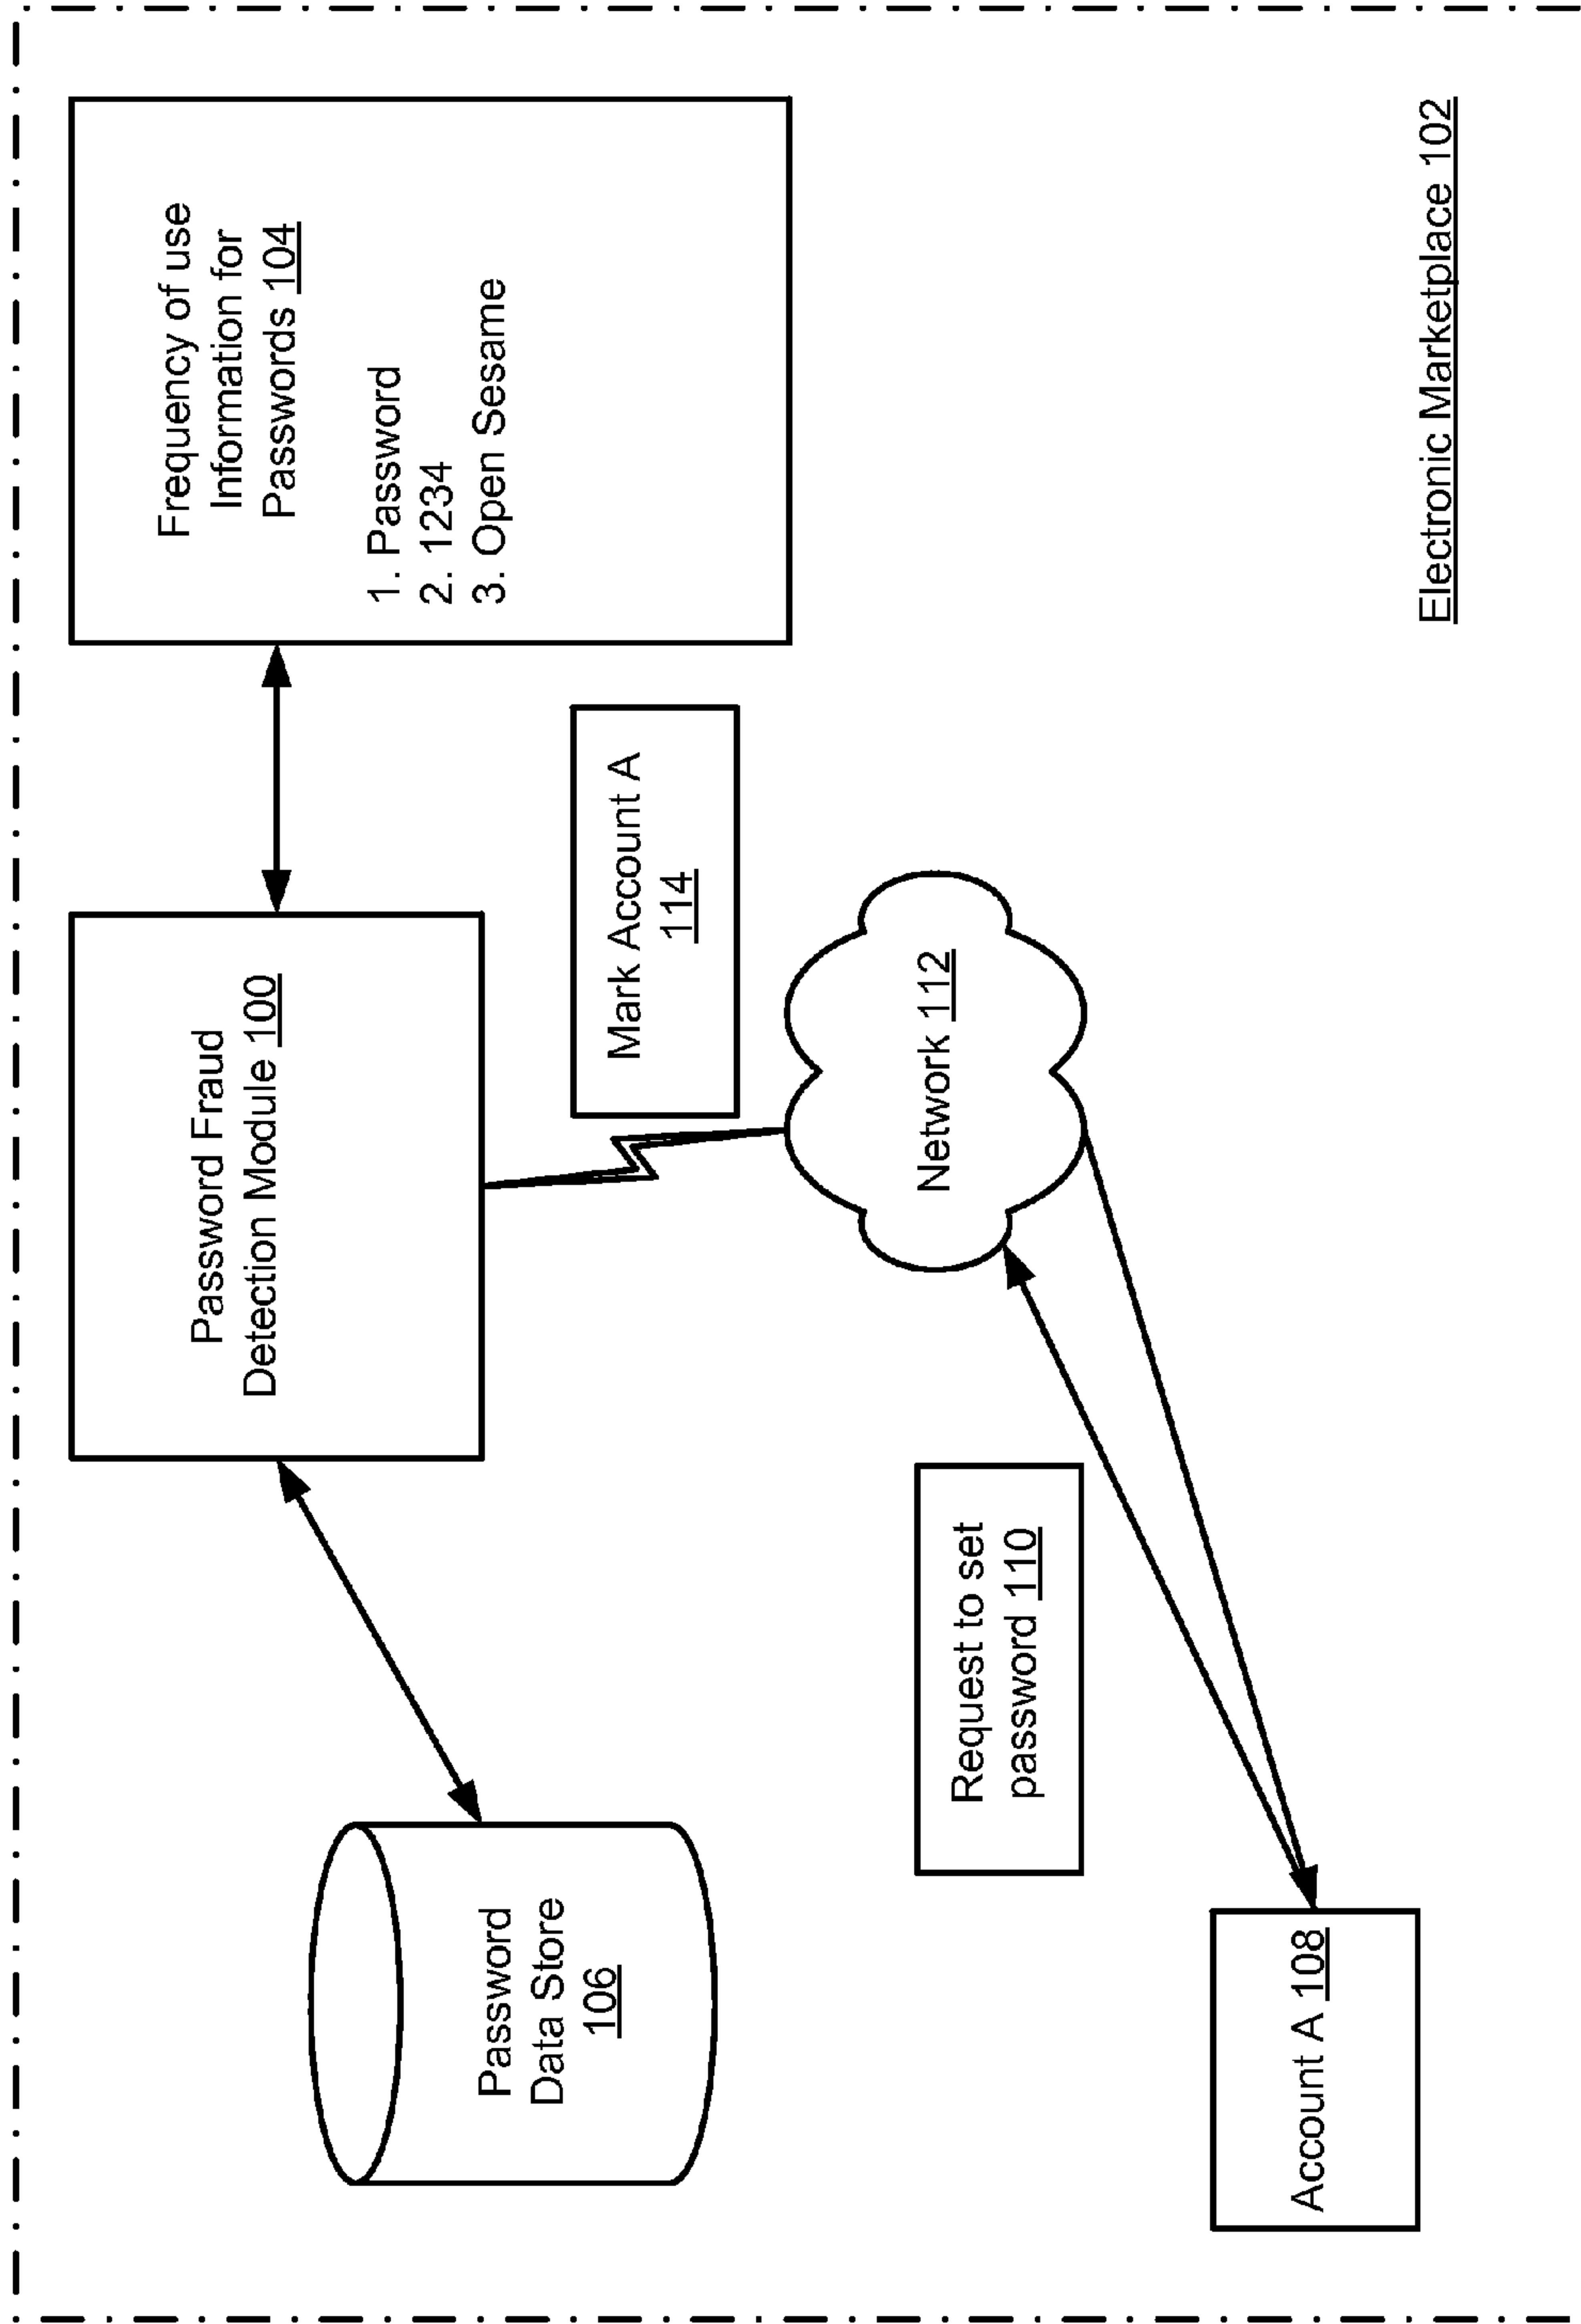 Password Fraud
Detection Module 100
Frequency of use
Information for
Passwords 104
1. Password
2. 1234
3. Open Sesame
Password
Data Store
106
Mark Account A
114
Network 112
Request to set
password 110
Account A 108
Electronic Marketplace 102